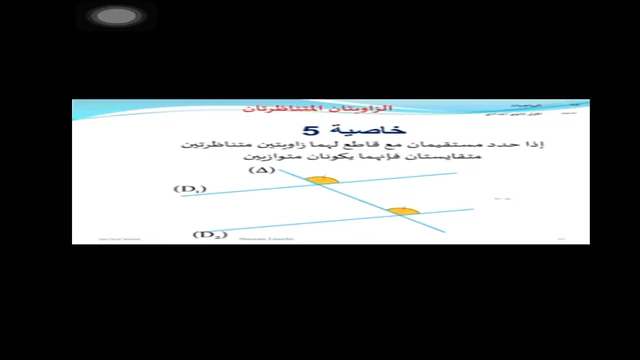 الزاويتان المتناظرتان
خاصية 5
إذا حدد مستقيمان مع قاطع لهما زاويتين متناظرتين
متقايستان فإنهما يكونان متوازيين
(Δ)
(D₁)
(D₂)